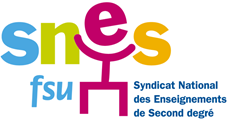 snes
fsu
Syndicat National
des Enseignements
de Second degré